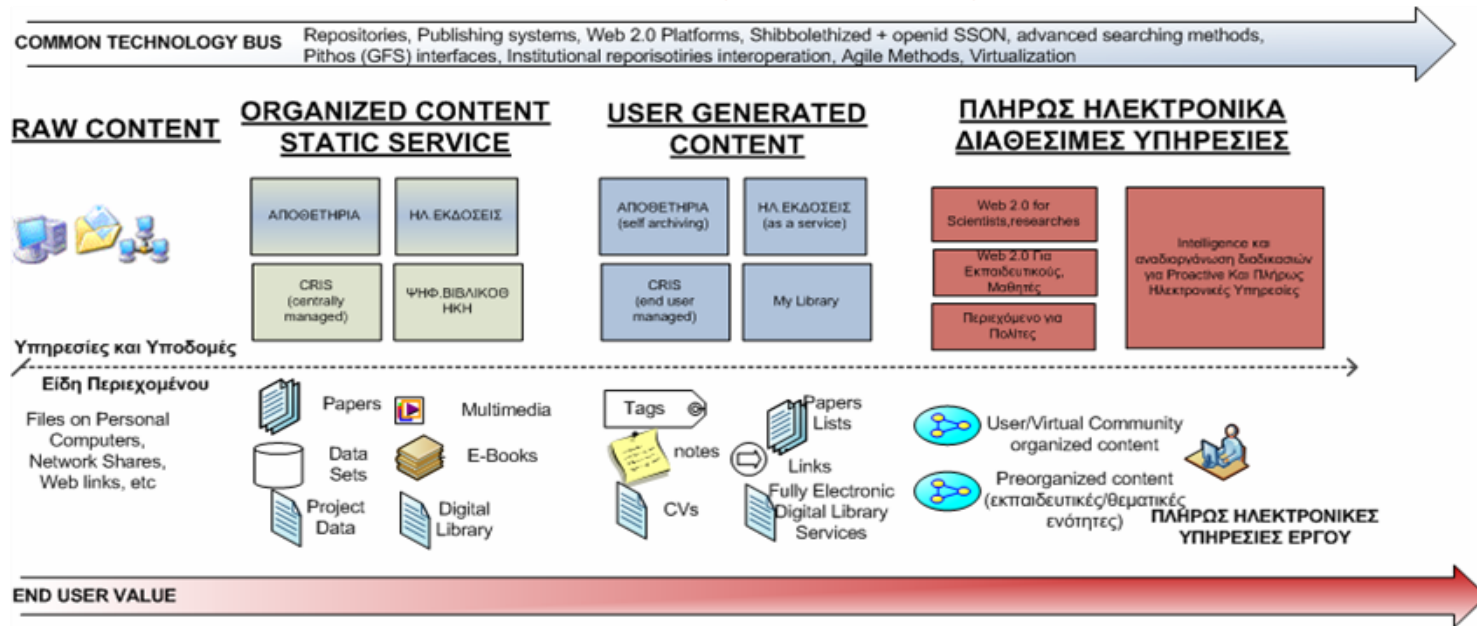 COMMON TECHNOLOGY BUS
Repositories, Publishing systems, Web 2.0 Platforms, Shibbolethized + openid SSON, advanced searching methods,
Pithos (GFS) interfaces, Institutional reporisotiries interoperation, Agile Methods, Virtualization
RAW CONTENT
ORGANIZED CONTENT
STATIC SERVICE
USER GENERATED
CONTENT
ΠΛΗΡΩΣ ΗΛΕΚΤΡΟΝΙΚΑ
ΔΙΑΘΕΣΙΜΕΣ ΥΠΗΡΕΣΙΕΣ
ΑΠΟΘΕΤΗΡΙΑ
ΗΛ.ΕΚΔΟΣΕΙΣ
CRIS
(centrally
managed)
ΨΗΦ.ΒΙΒΛΙΚΟΘ
ΗΚΗ
ΑΠΟΘΕΤΗΡΙΑ
(self archiving)
ΗΛ.ΕΚΔΟΣΕΙΣ
(as a service)
CRIS
(end user
managed)
My Library
Web 2.0 for
Scientists,researches
Web 2.0 Για
Εκπαιδευτικούς,
Μαθητές
Περιεχόμενο για
Πολίτες
Intelligence και
αναδιοργάνωση διαδικασιών
για Proactive Και Πλήρως
Ηλεκτρονικές Υπηρεσίες
Υπηρεσίες και Υποδομές
Είδη Περιεχομένου
Files on Personal
Computers,
Network Shares,
Web links, etc
Papers
Multimedia
Data
Sets
E-Books
Project
Data
Digital
Library
Tags
Papers
Lists
notes
Links
CVs
Fully Electronic
Digital Library
Services
User/Virtual Community
organized content
Preorganized content
(εκπαιδευτικές/θεματικές
ενότητες)
ΠΛΗΡΩΣ ΗΛΕΚΤΡΟΝΙΚΕΣ
ΥΠΗΡΕΣΙΕΣ ΕΡΓΟΥ
END USER VALUE